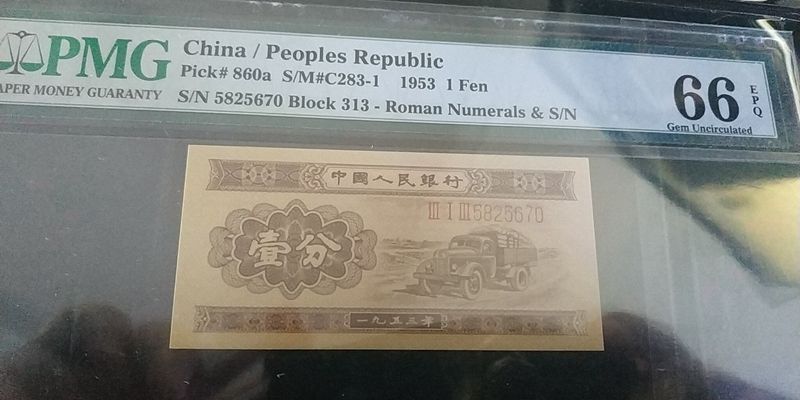 PMG
APER MONEY GUARANTY
China / Peoples Republic
Pick# 860a S/M#C283-1 1953 1 Fen
S/N 5825670 Block 313 - Roman Numerals & S/N
66
EPQ
Gem Uncirculated
中國人民銀行
III I III 5825670
壹分
一九五三年